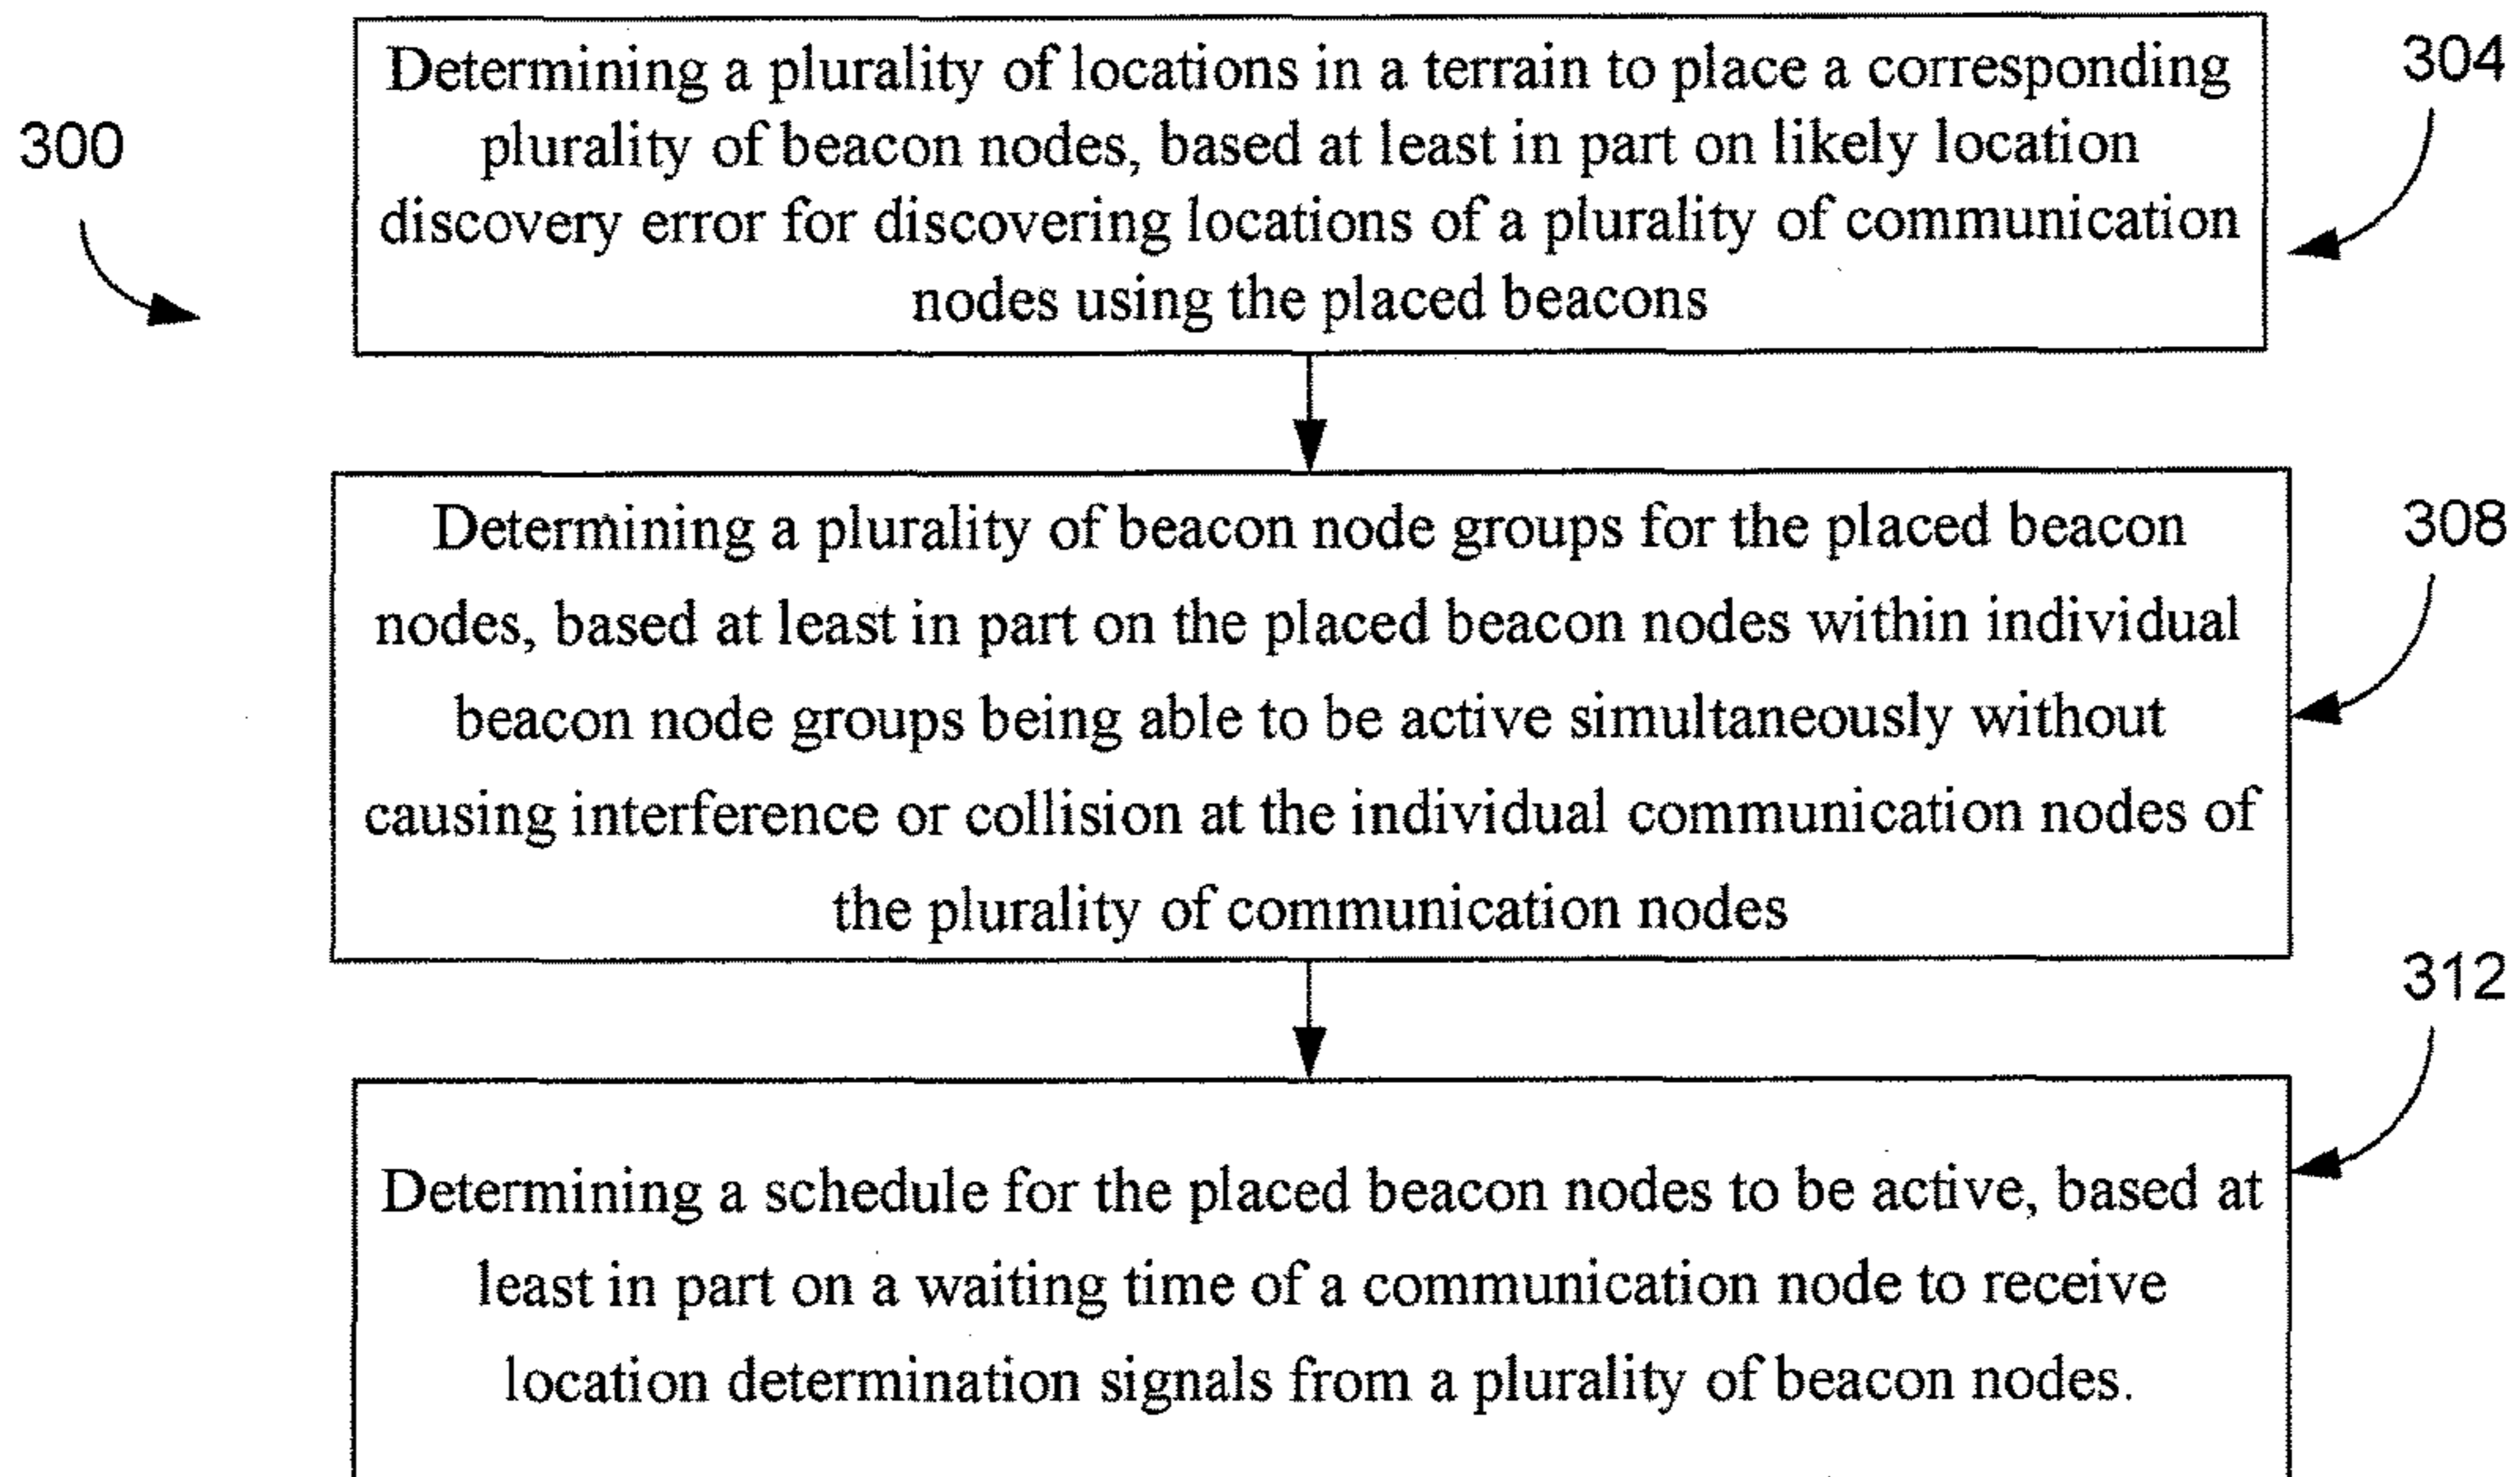 300
304
Determining a plurality of locations in a terrain to place a corresponding
plurality of beacon nodes, based at least in part on likely location
discovery error for discovering locations of a plurality of communication
nodes using the placed beacons
308
Determining a plurality of beacon node groups for the placed beacon
nodes, based at least in part on the placed beacon nodes within individual
beacon node groups being able to be active simultaneously without
causing interference or collision at the individual communication nodes of
the plurality of communication nodes
312
Determining a schedule for the placed beacon nodes to be active, based at
least in part on a waiting time of a communication node to receive
location determination signals from a plurality of beacon nodes.